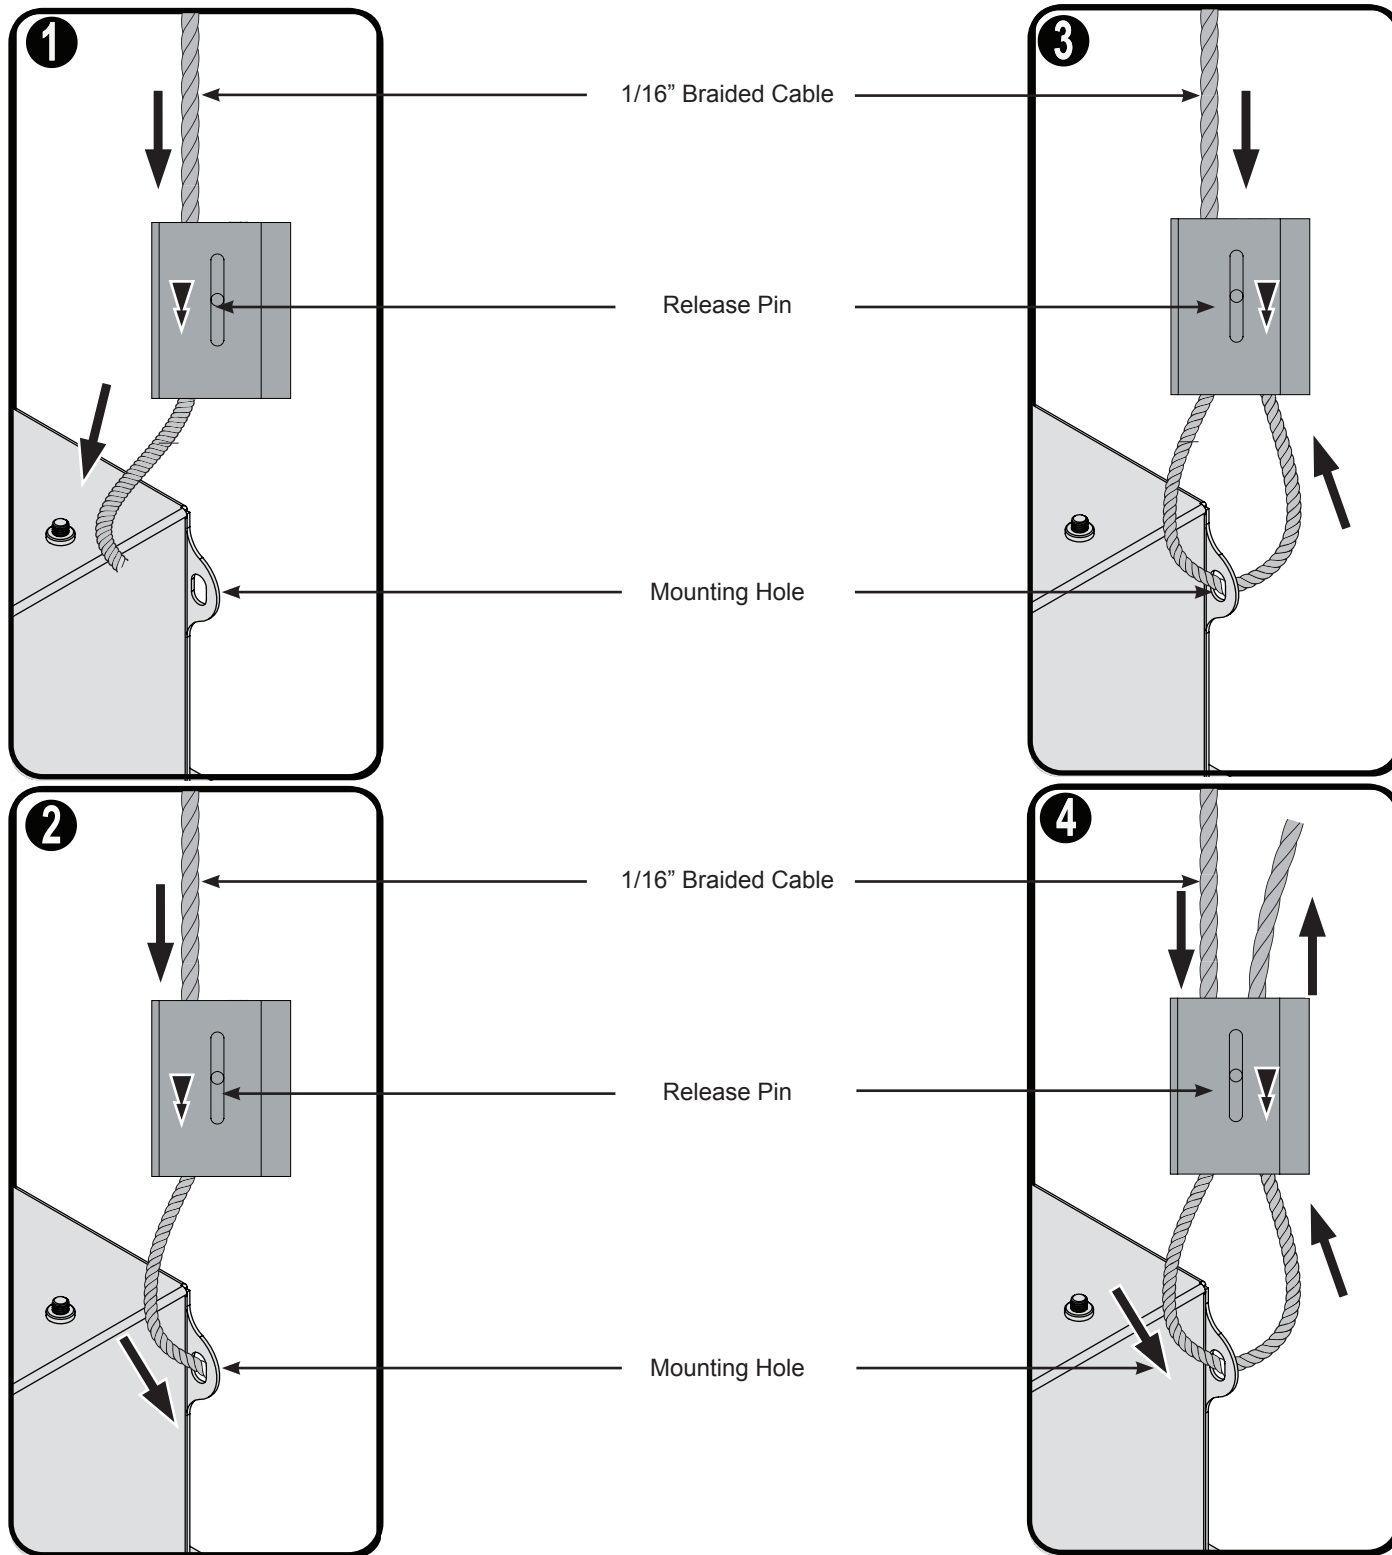 1
3
1/16” Braided Cable
Release Pin
Mounting Hole
2
4
1/16” Braided Cable
Release Pin
Mounting Hole